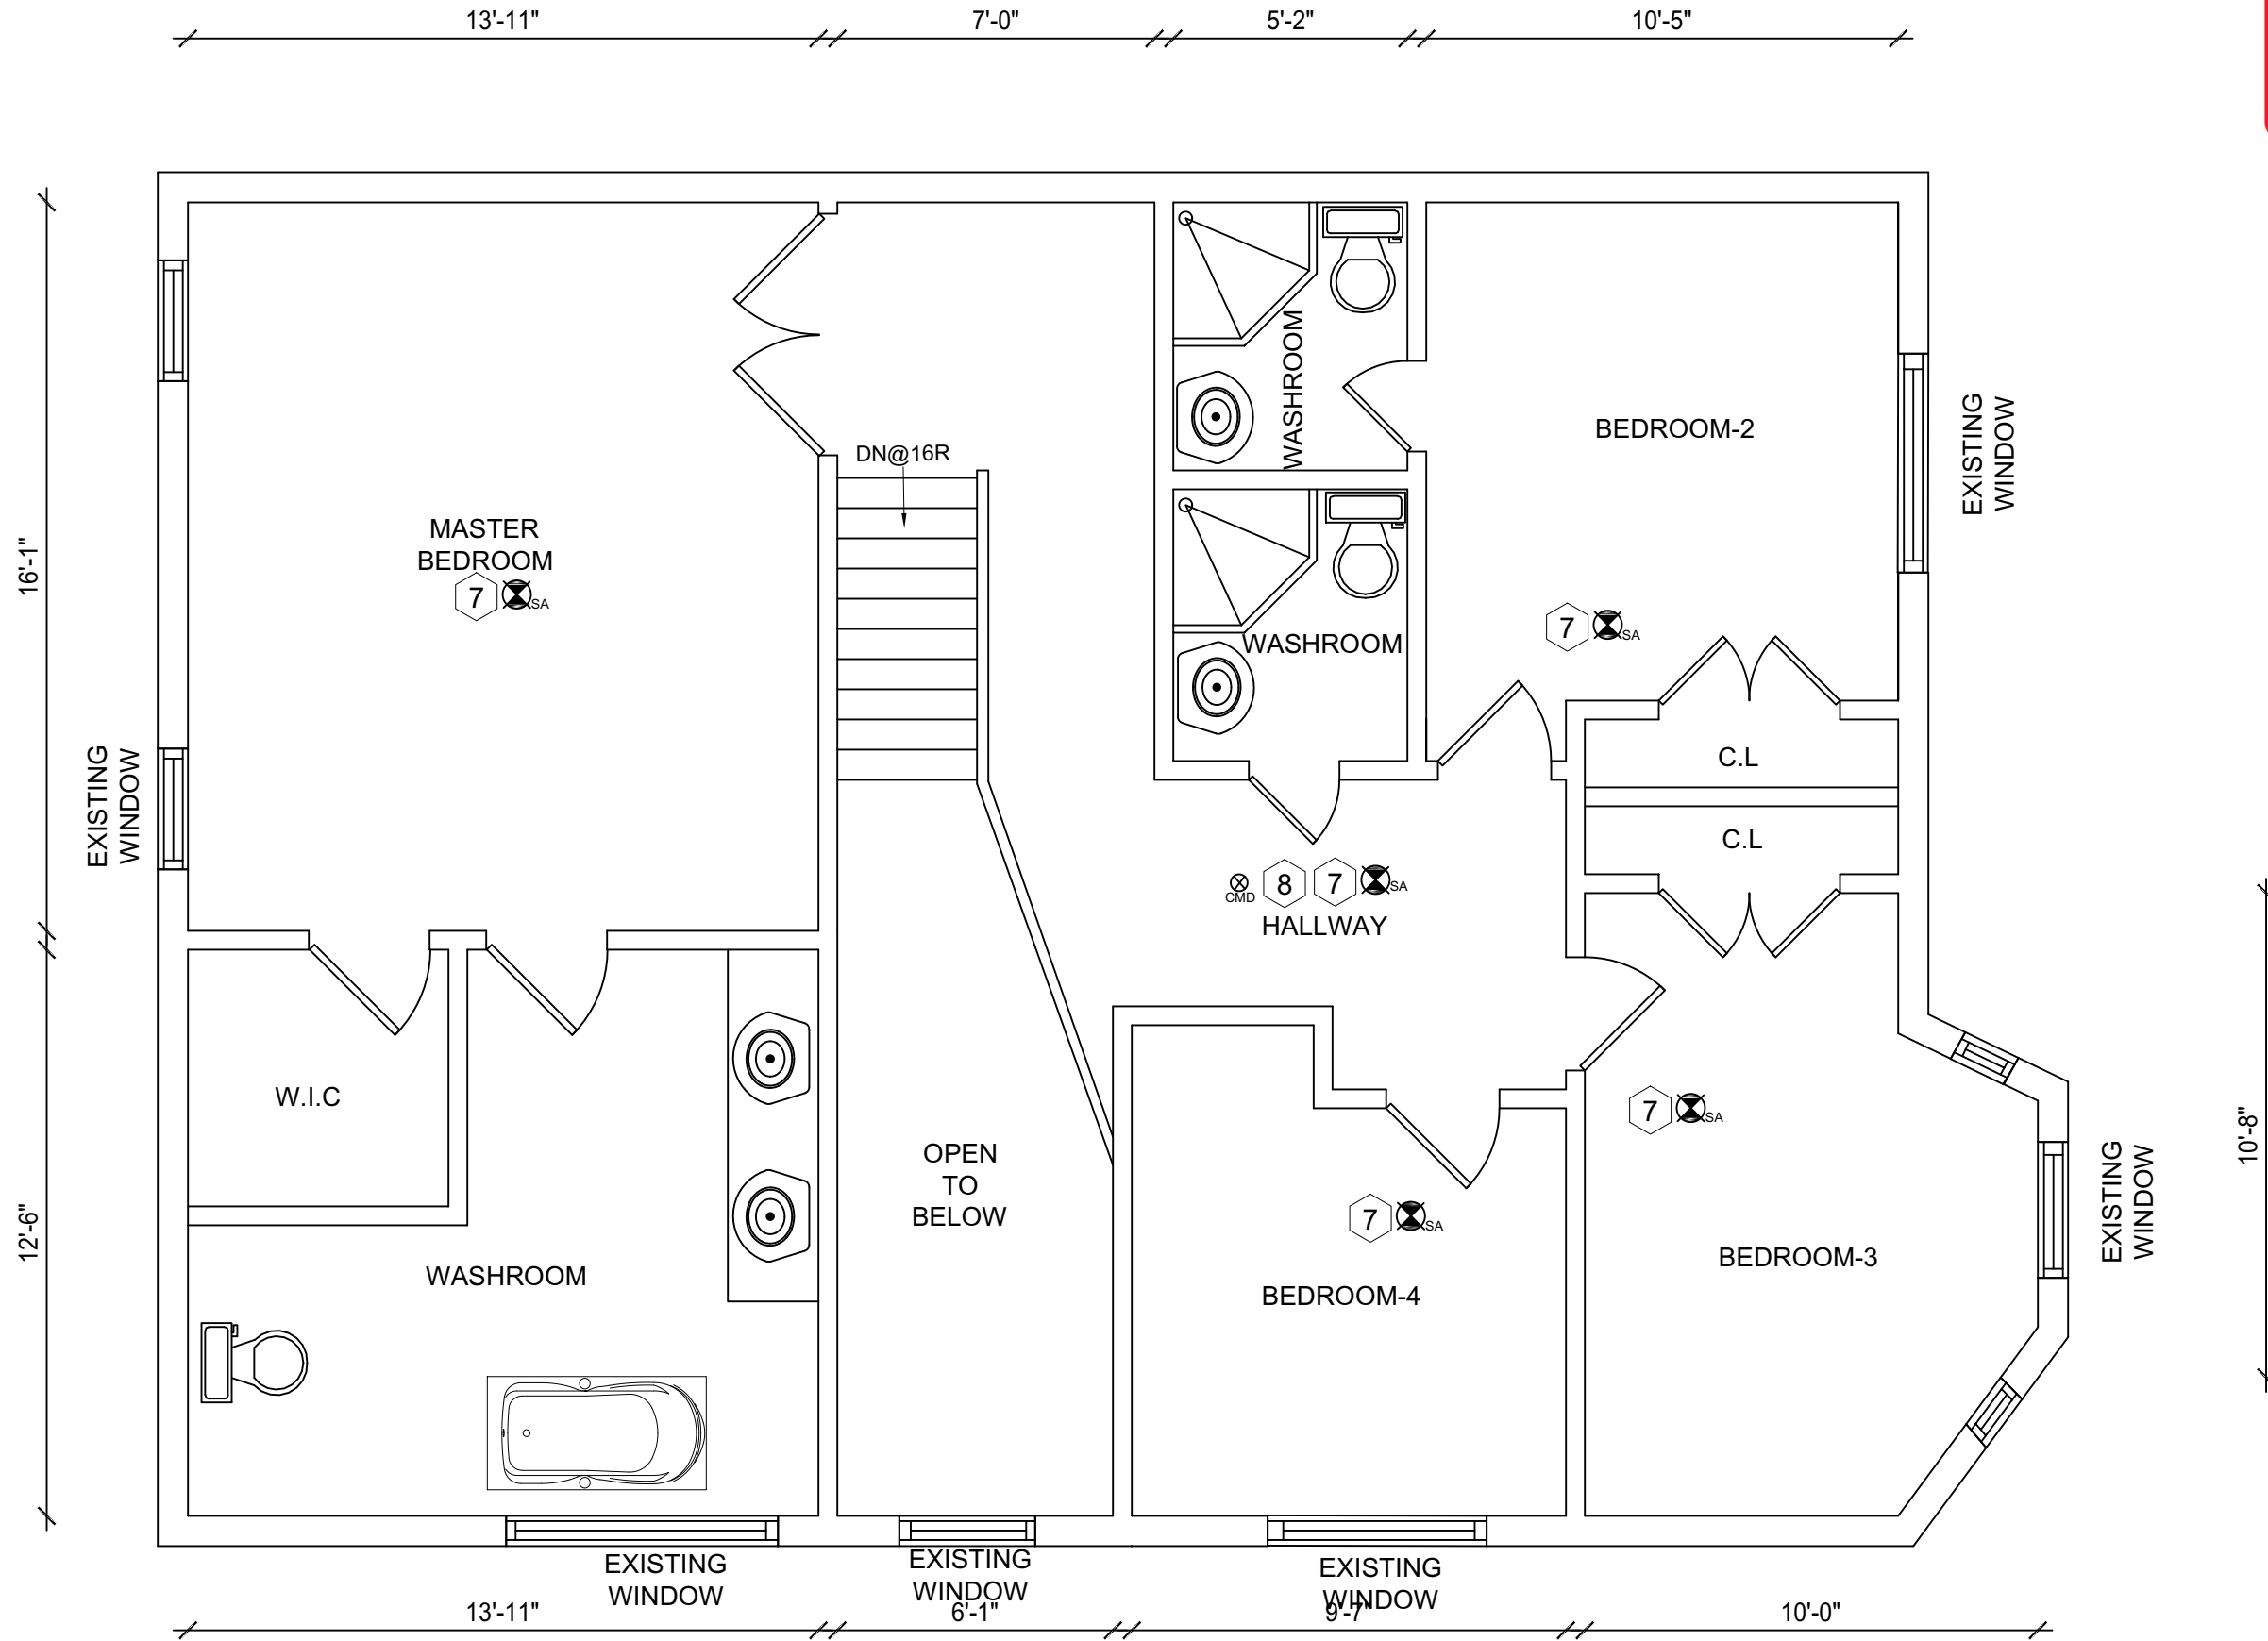 13'-11"
7'-0"
5'-2"
10'-5"
WASHROOM
BEDROOM-2
EXISTING
WINDOW
DN@16R
MASTER
BEDROOM
7 SA
16'-1"
7 SA
WASHROOM
EXISTING
WINDOW
C.L
C.L
CMD 8 7 SA
HALLWAY
W.I.C
7 SA
10'-8"
OPEN
TO
BELOW
EXISTING
WINDOW
7 SA
12'-6"
WASHROOM
BEDROOM-4
BEDROOM-3
EXISTING
WINDOW
EXISTING
WINDOW
EXISTING
WINDOW
13'-11"
6'-1"
9'-7"
10'-0"